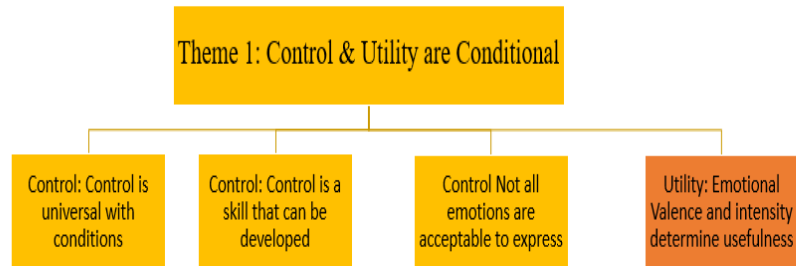 Theme 1: Control & Utility are Conditional
Control: Control is
universal with
conditions
Control: Control is a
skill that can be
developed
Control Not all
emotions are
acceptable to express
Utility: Emotional
Valence and intensity
determine usefulness